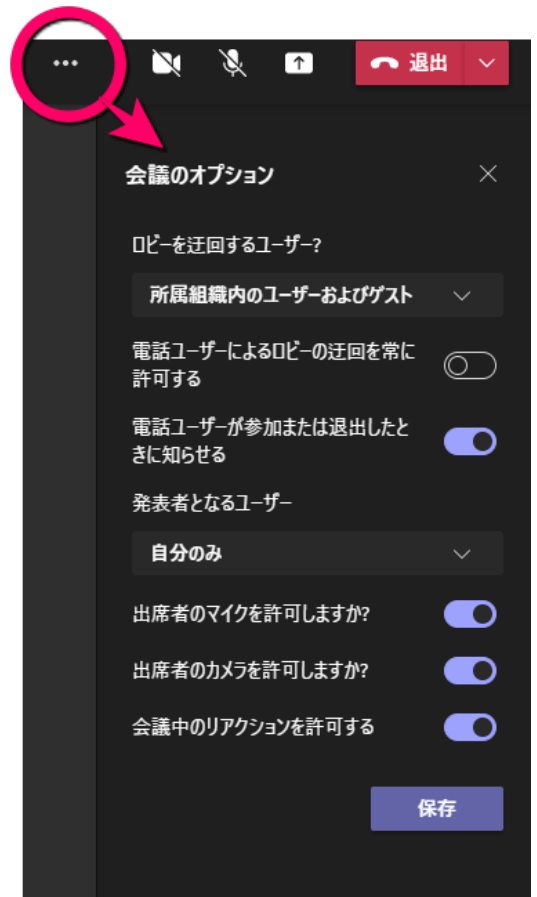 退出
会議のオプション
ロビーを迂回するユーザー?
所属組織内のユーザーおよびゲスト
電話ユーザーによるロビーの迂回を常に
許可する
電話ユーザーが参加または退出したと
きに知らせる
発表者となるユーザー
自分のみ
出席者のマイクを許可しますか?
出席者のカメラを許可しますか?
会議中のリアクションを許可する
保存